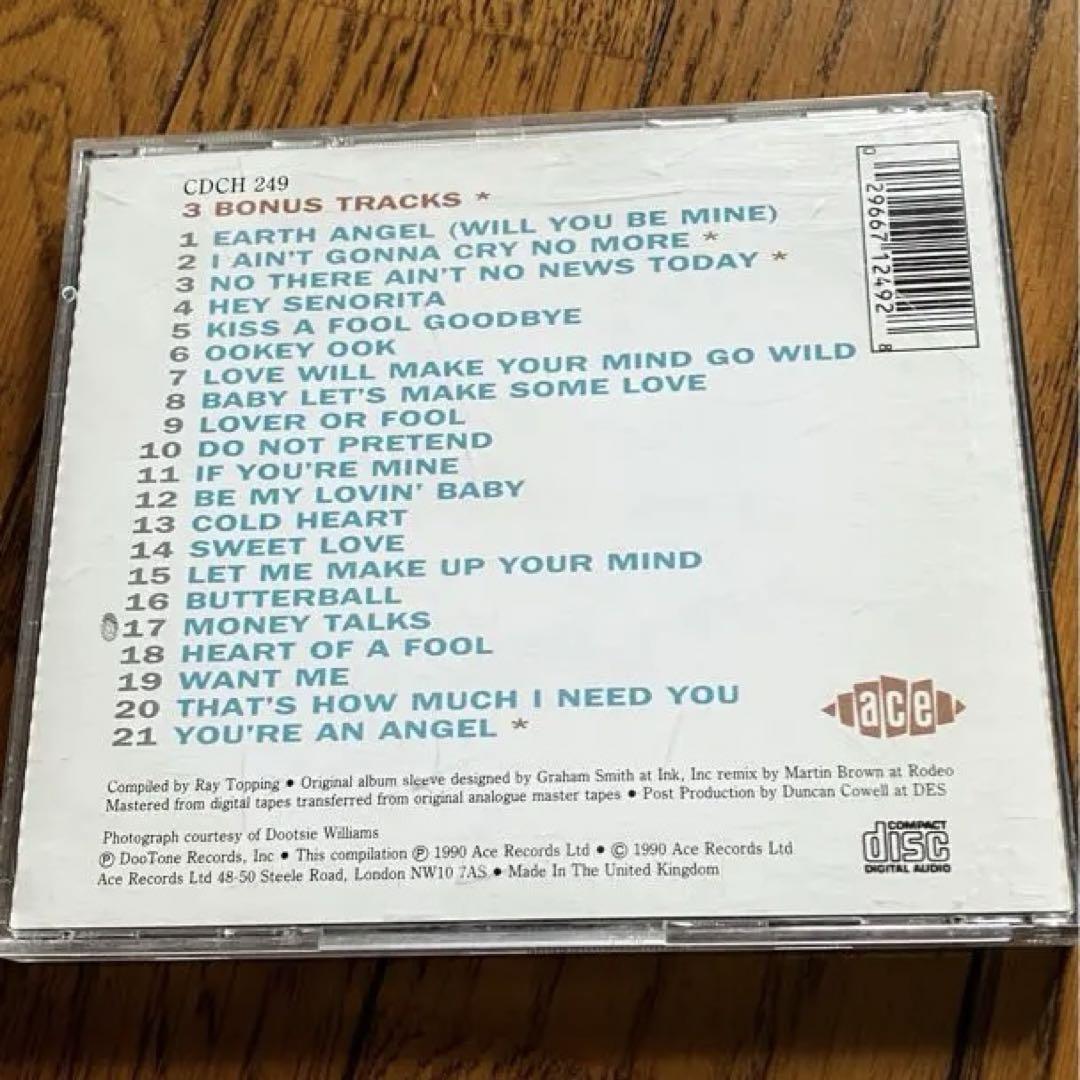 CDCH 249
3 BONUS TRACKS *
1 EARTH ANGEL (WILL YOU BE MINE)
2 I AIN'T GONNA CRY NO MORE *
3 NO THERE AIN'T NO NEWS TODAY *
4 HEY SENORITA
5 KISS A FOOL GOODBYE
6 OOKEY OOK
7 LOVE WILL MAKE YOUR MIND GO WILD
8 BABY LET'S MAKE SOME LOVE
9 LOVER OR FOOL
10 DO NOT PRETEND
11 IF YOU'RE MINE
12 BE MY LOVIN' BABY
13 COLD HEART
14 SWEET LOVE
15 LET ME MAKE UP YOUR MIND
16 BUTTERBALL
17 MONEY TALKS
18 HEART OF A FOOL
19 WANT ME
20 THAT'S HOW MUCH I NEED YOU
21 YOU'RE AN ANGEL *
0 29667 12492 8
ace
Compiled by Ray Topping • Original album sleeve designed by Graham Smith at Ink, Inc remix by Martin Brown at Rodeo
Mastered from digital tapes transferred from original analogue master tapes • Post Production by Duncan Cowell at DES
Photograph courtesy of Dootsie Williams
℗ DooTone Records, Inc • This compilation ℗ 1990 Ace Records Ltd • © 1990 Ace Records Ltd
Ace Records Ltd 48-50 Steele Road, London NW10 7AS • Made In The United Kingdom
COMPACT
disc
DIGITAL AUDIO